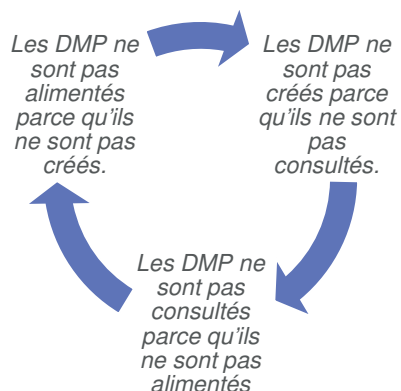 Les DMP ne
sont pas
alimentés
parce qu'ils
ne sont pas
créés.
Les DMP ne
sont pas
créés parce
qu'ils ne sont
pas
consultés.
Les DMP ne
sont pas
consultés
parce qu'ils
ne sont pas
alimentés